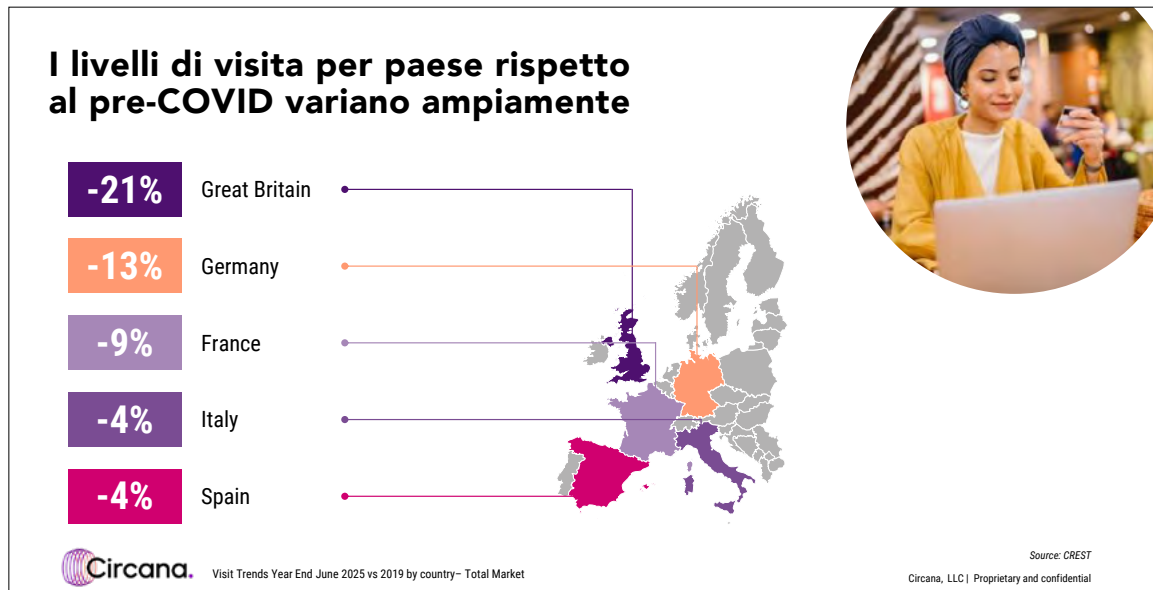 I livelli di visita per paese rispetto
al pre-COVID variano ampiamente
-21% Great Britain
-13% Germany
-9% France
-4% Italy
-4% Spain
Circana.
Visit Trends Year End June 2025 vs 2019 by country– Total Market
Source: CREST
Circana, LLC | Proprietary and confidential